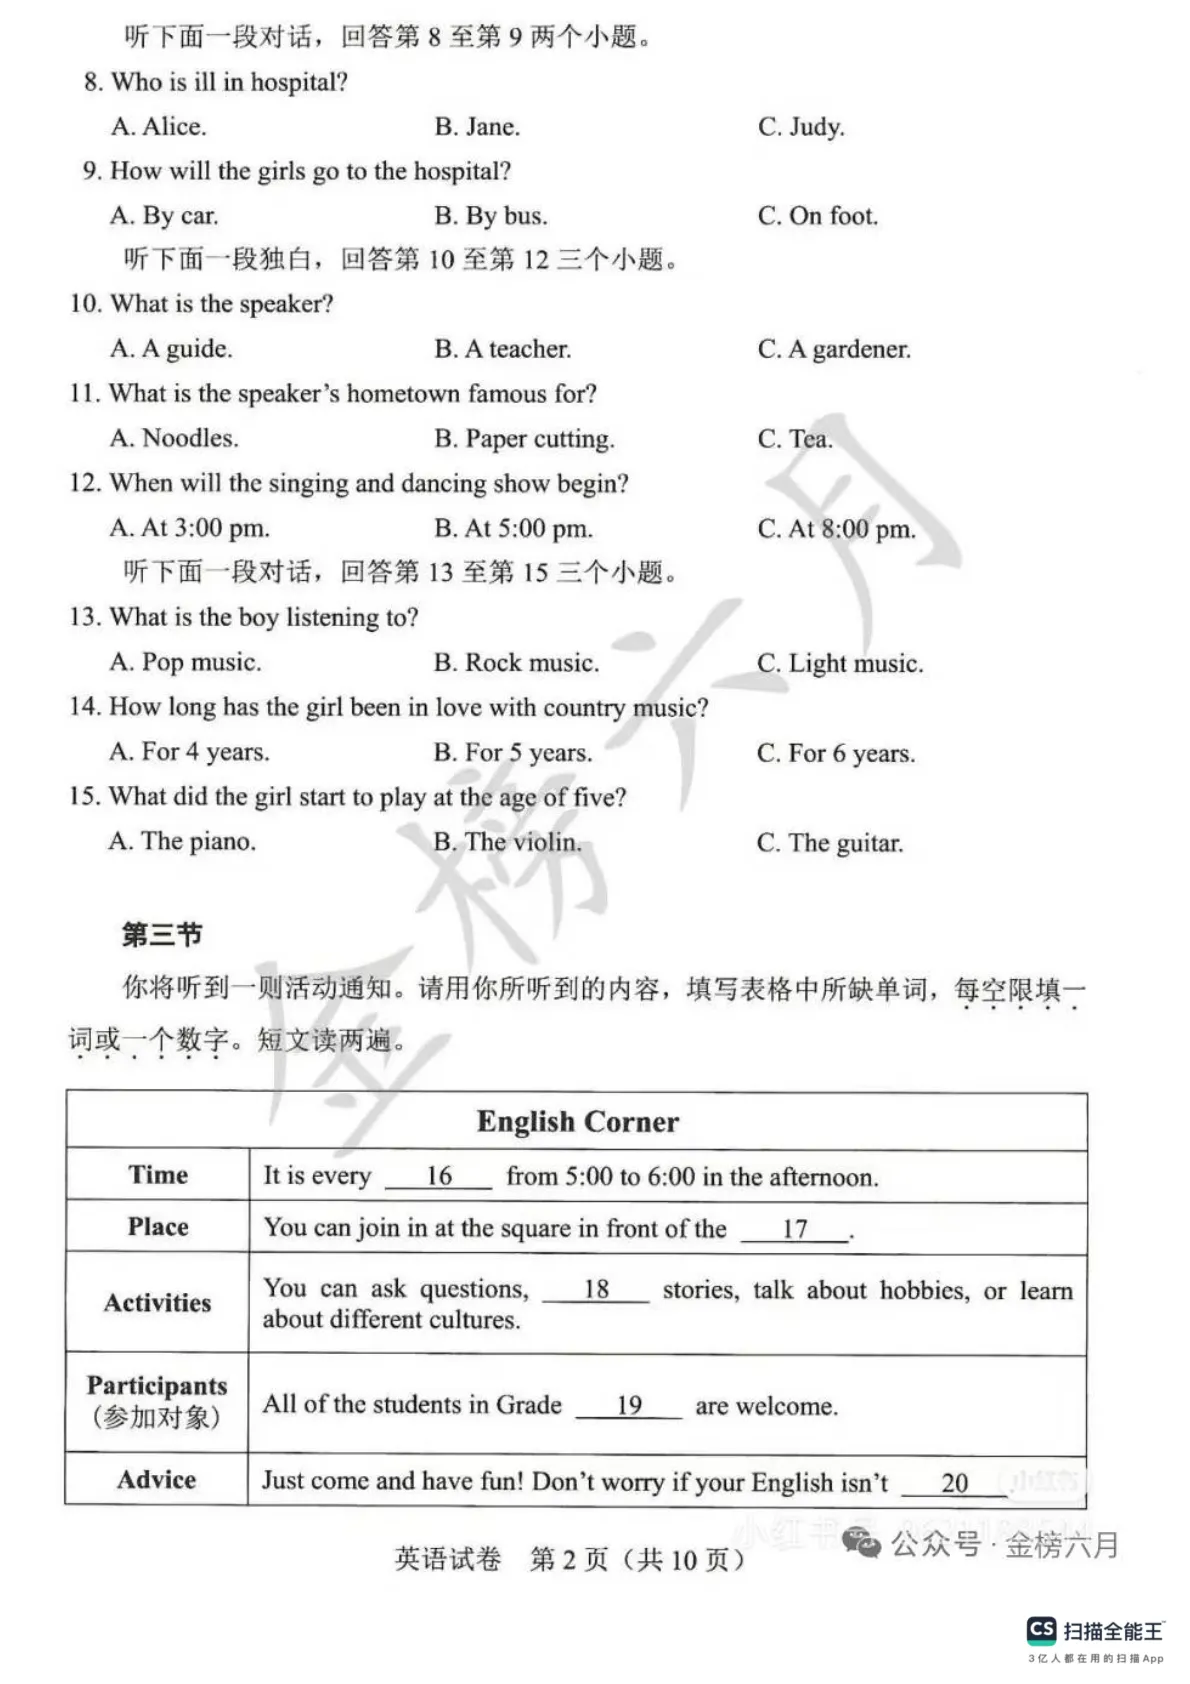 听下面一段对话，回答第 8 至第 9 两个小题。
8. Who is ill in hospital?
A. Alice. B. Jane. C. Judy.
9. How will the girls go to the hospital?
A. By car. B. By bus. C. On foot.
听下面一段独白，回答第 10 至第 12 三个小题。
10. What is the speaker?
A. A guide. B. A teacher. C. A gardener.
11. What is the speaker’s hometown famous for?
A. Noodles. B. Paper cutting. C. Tea.
12. When will the singing and dancing show begin?
A. At 3:00 pm. B. At 5:00 pm. C. At 8:00 pm.
听下面一段对话，回答第 13 至第 15 三个小题。
13. What is the boy listening to?
A. Pop music. B. Rock music. C. Light music.
14. How long has the girl been in love with country music?
A. For 4 years. B. For 5 years. C. For 6 years.
15. What did the girl start to play at the age of five?
A. The piano. B. The violin. C. The guitar.
金榜六月
第三节
你将听到一则活动通知。请用你所听到的内容，填写表格中所缺单词，每空限填一
词或一个数字。短文读两遍。
English Corner
Time It is every 16 from 5:00 to 6:00 in the afternoon.
Place You can join in at the square in front of the 17 .
Activities You can ask questions, 18 stories, talk about hobbies, or learn
about different cultures.
Participants
（参加对象） All of the students in Grade 19 are welcome.
Advice Just come and have fun! Don’t worry if your English isn’t 20
小红书
小红书号
公众号 · 金榜六月
英语试卷 第 2 页（共 10 页）
CS 扫描全能王
3亿人都在用的扫描App